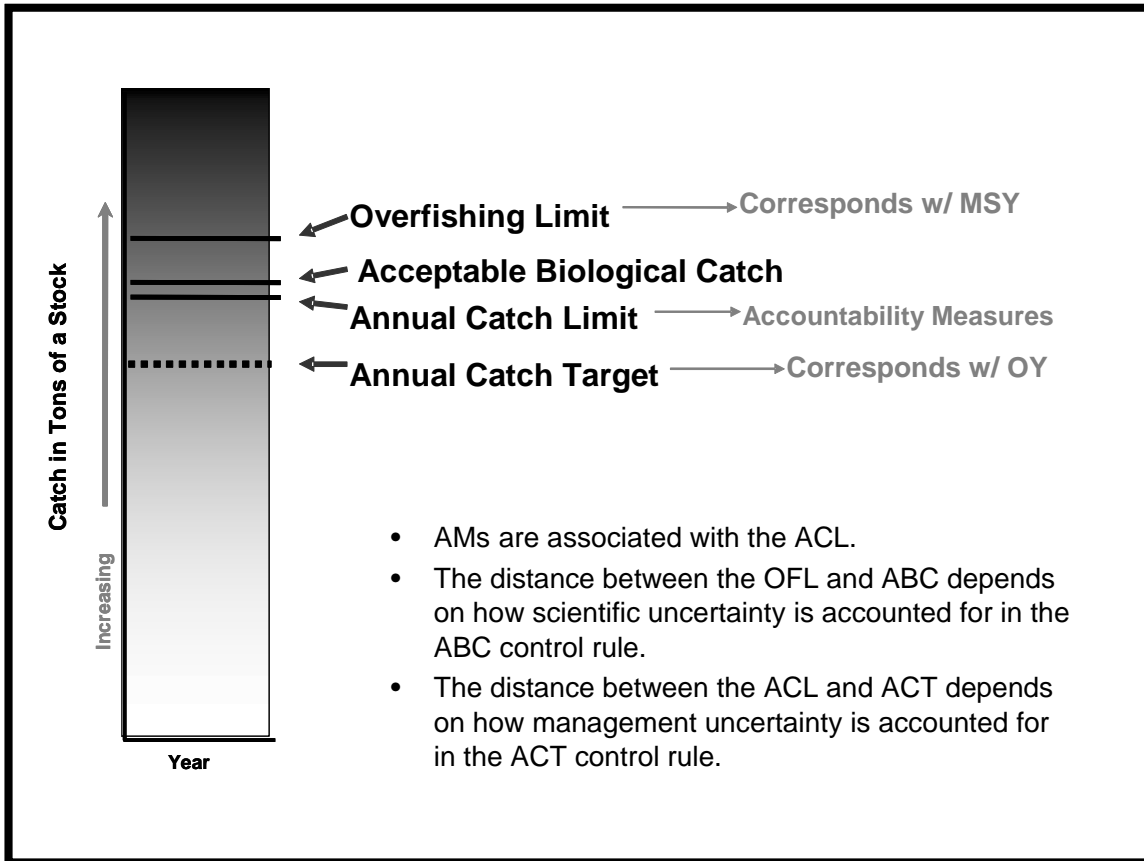 Overfishing Limit
Corresponds w/ MSY
Acceptable Biological Catch
Annual Catch Limit
Accountability Measures
Annual Catch Target
Corresponds w/ OY
Catch in Tons of a Stock
Increasing
Year
• AMs are associated with the ACL.
• The distance between the OFL and ABC depends
on how scientific uncertainty is accounted for in the
ABC control rule.
• The distance between the ACL and ACT depends
on how management uncertainty is accounted for
in the ACT control rule.